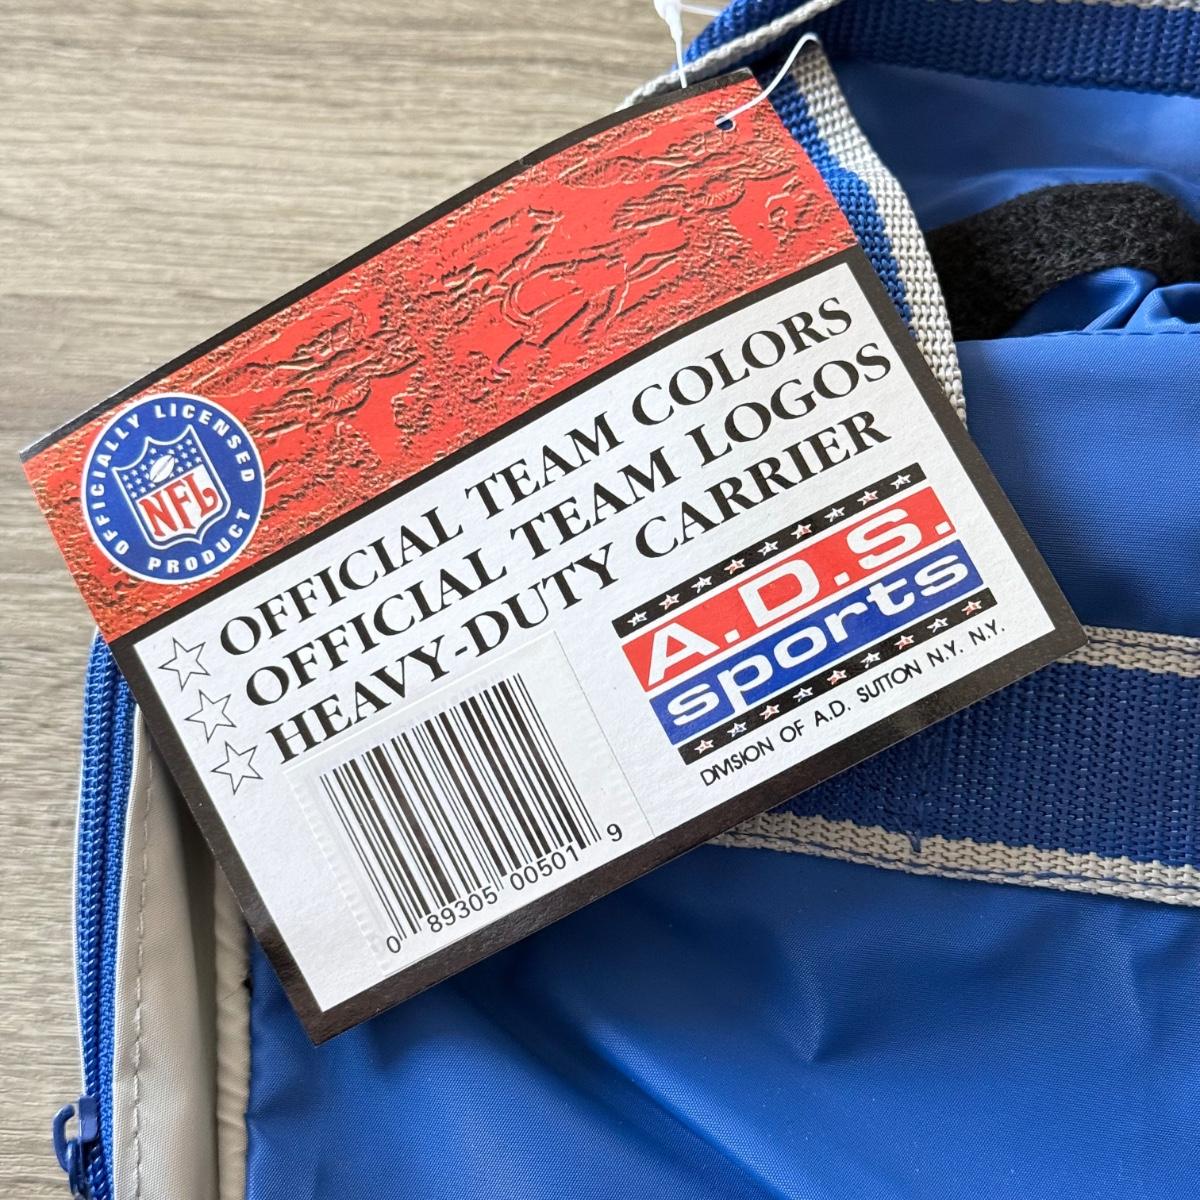 OFFICIALLY LICENSED
NFL
PRODUCT
OFFICIAL TEAM COLORS
OFFICIAL TEAM LOGOS
HEAVY-DUTY CARRIER
A.D.S.
sports
DIVISION OF A.D. SUTTON N.Y. N.Y.
0 89305 00501 9